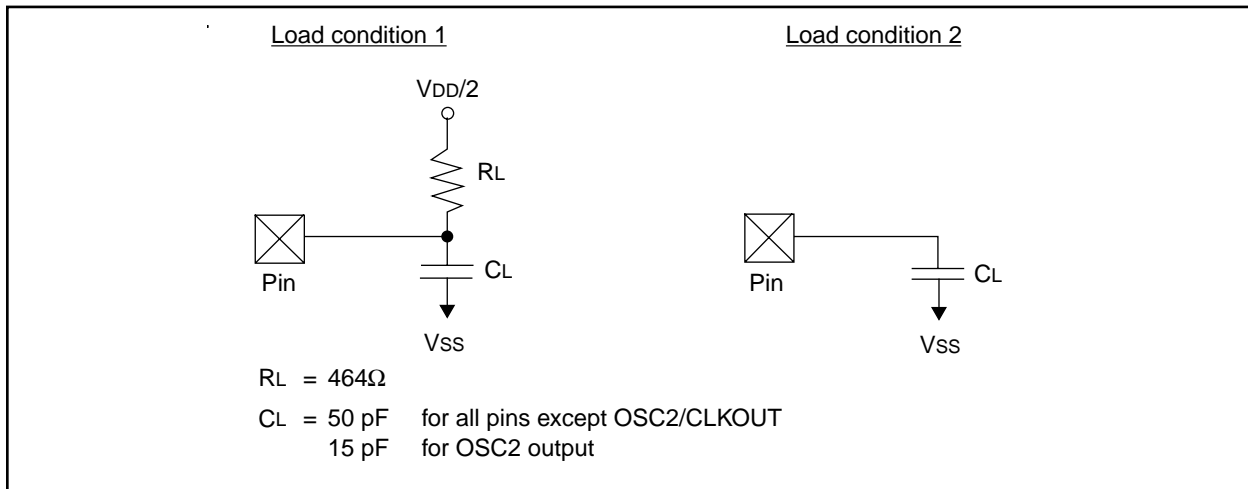 Load condition 1
Load condition 2
VDD/2
RL
Pin
CL
VSS
Pin
CL
VSS
RL = 464Ω
CL = 50 pF for all pins except OSC2/CLKOUT
15 pF for OSC2 output